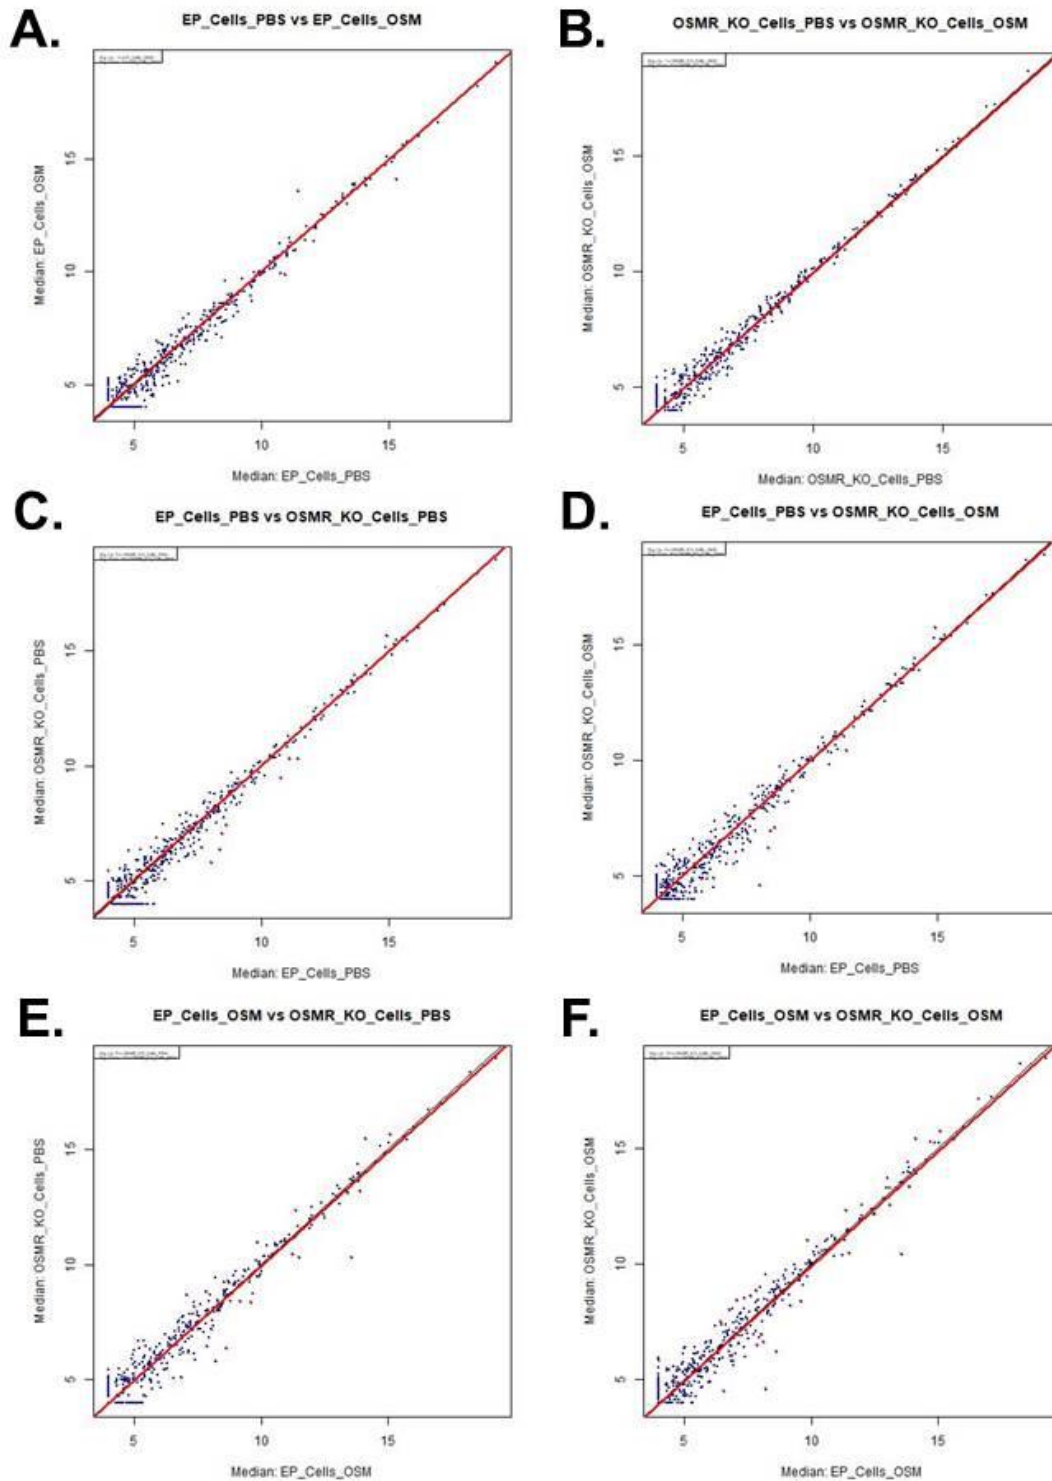 A.
EP_Cells_PBS vs EP_Cells_OSM
Median: EP_Cells_OSM
15
10
5
5 10 15
Median: EP_Cells_PBS
B.
OSMR_KO_Cells_PBS vs OSMR_KO_Cells_OSM
Median: OSMR_KO_Cells_OSM
15
10
5
5 10 15
Median: OSMR_KO_Cells_PBS
C.
EP_Cells_PBS vs OSMR_KO_Cells_PBS
Median: OSMR_KO_Cells_PBS
15
10
5
5 10 15
Median: EP_Cells_PBS
D.
EP_Cells_PBS vs OSMR_KO_Cells_OSM
Median: OSMR_KO_Cells_OSM
15
10
5
5 10 15
Median: EP_Cells_PBS
E.
EP_Cells_OSM vs OSMR_KO_Cells_PBS
Median: OSMR_KO_Cells_PBS
15
10
5
5 10 15
Median: EP_Cells_OSM
F.
EP_Cells_OSM vs OSMR_KO_Cells_OSM
Median: OSMR_KO_Cells_OSM
15
10
5
5 10 15
Median: EP_Cells_OSM